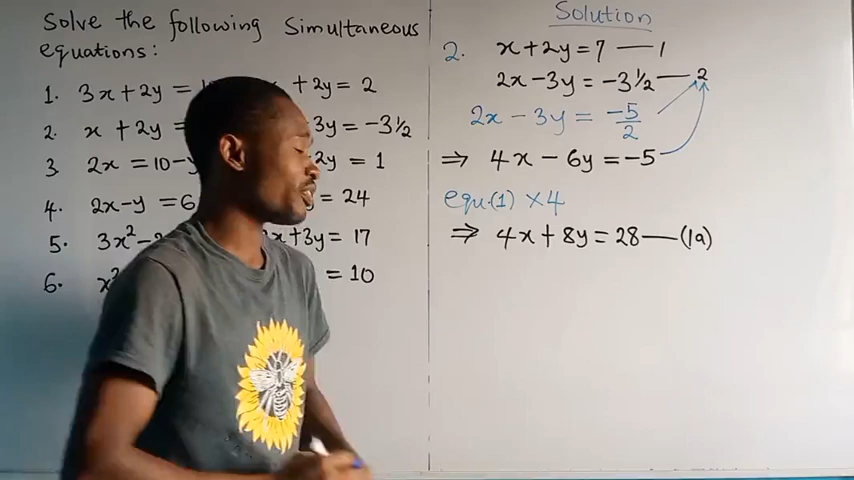 Solve the following Simultaneous
equations:
1. 3x + 2y = 1 + 2y = 2
2. x + 2y = 3y = -3½
3 2x = 10 - y 2y = 1
4. 2x - y = 6 = 24
5. 3x² - 2 x + 3y = 17
6. x² = 10
Solution
2. x + 2y = 7 — 1
2x - 3y = -3½ — 2
2x - 3y = -5/2
⇒ 4x - 6y = -5
equ.(1) × 4
⇒ 4x + 8y = 28 — (1a)